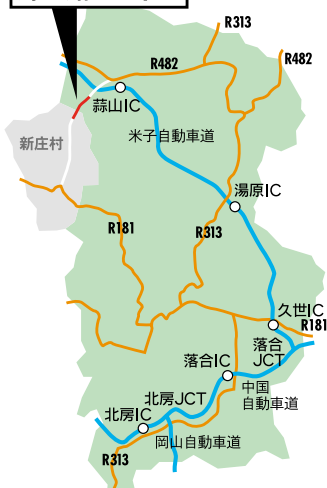 R313
R482
R482
蒜山IC
米子自動車道
新庄村
湯原IC
R181
R313
久世IC
R181
落合
JCT
落合IC
中国
自動車道
北房JCT
北房IC
岡山自動車道
R313